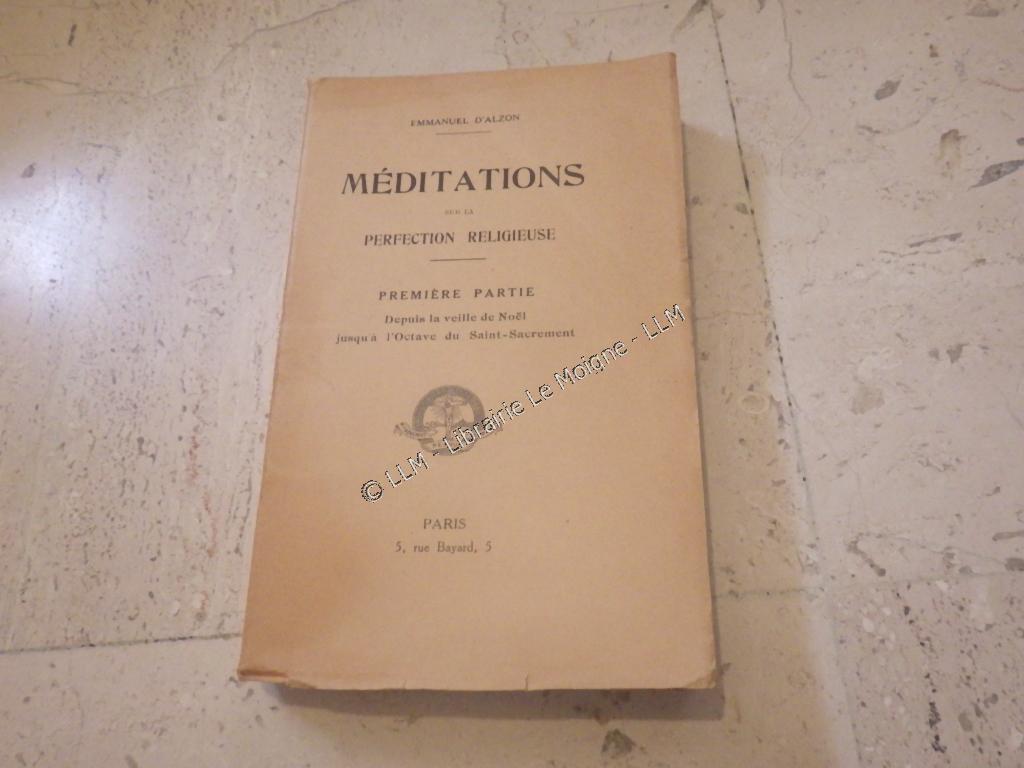 EMMANUEL D'ALZON
MÉDITATIONS
SUR LA
PERFECTION RELIGIEUSE
PREMIÈRE PARTIE
Depuis la veille de Noël
jusqu'à l'Octave du Saint-Sacrement
© LLM - Librairie Le Moigne - LLM
PARIS
5, rue Bayard, 5